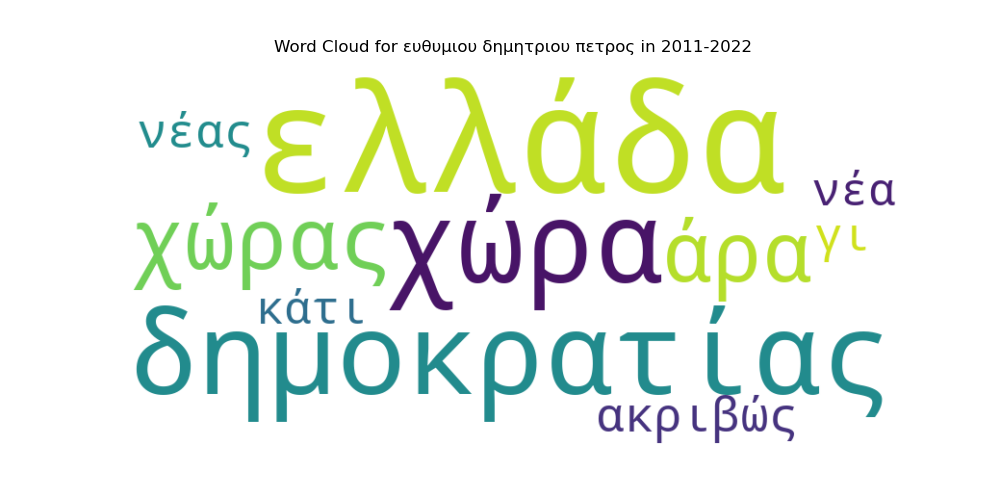 Word Cloud for ευθυμιου δημητριου πετρος in 2011-2022
ελλάδα
νέας
νέα
χώρας
χώρα
άρα
γι
κάτι
δημοκρατίας
ακριβώς